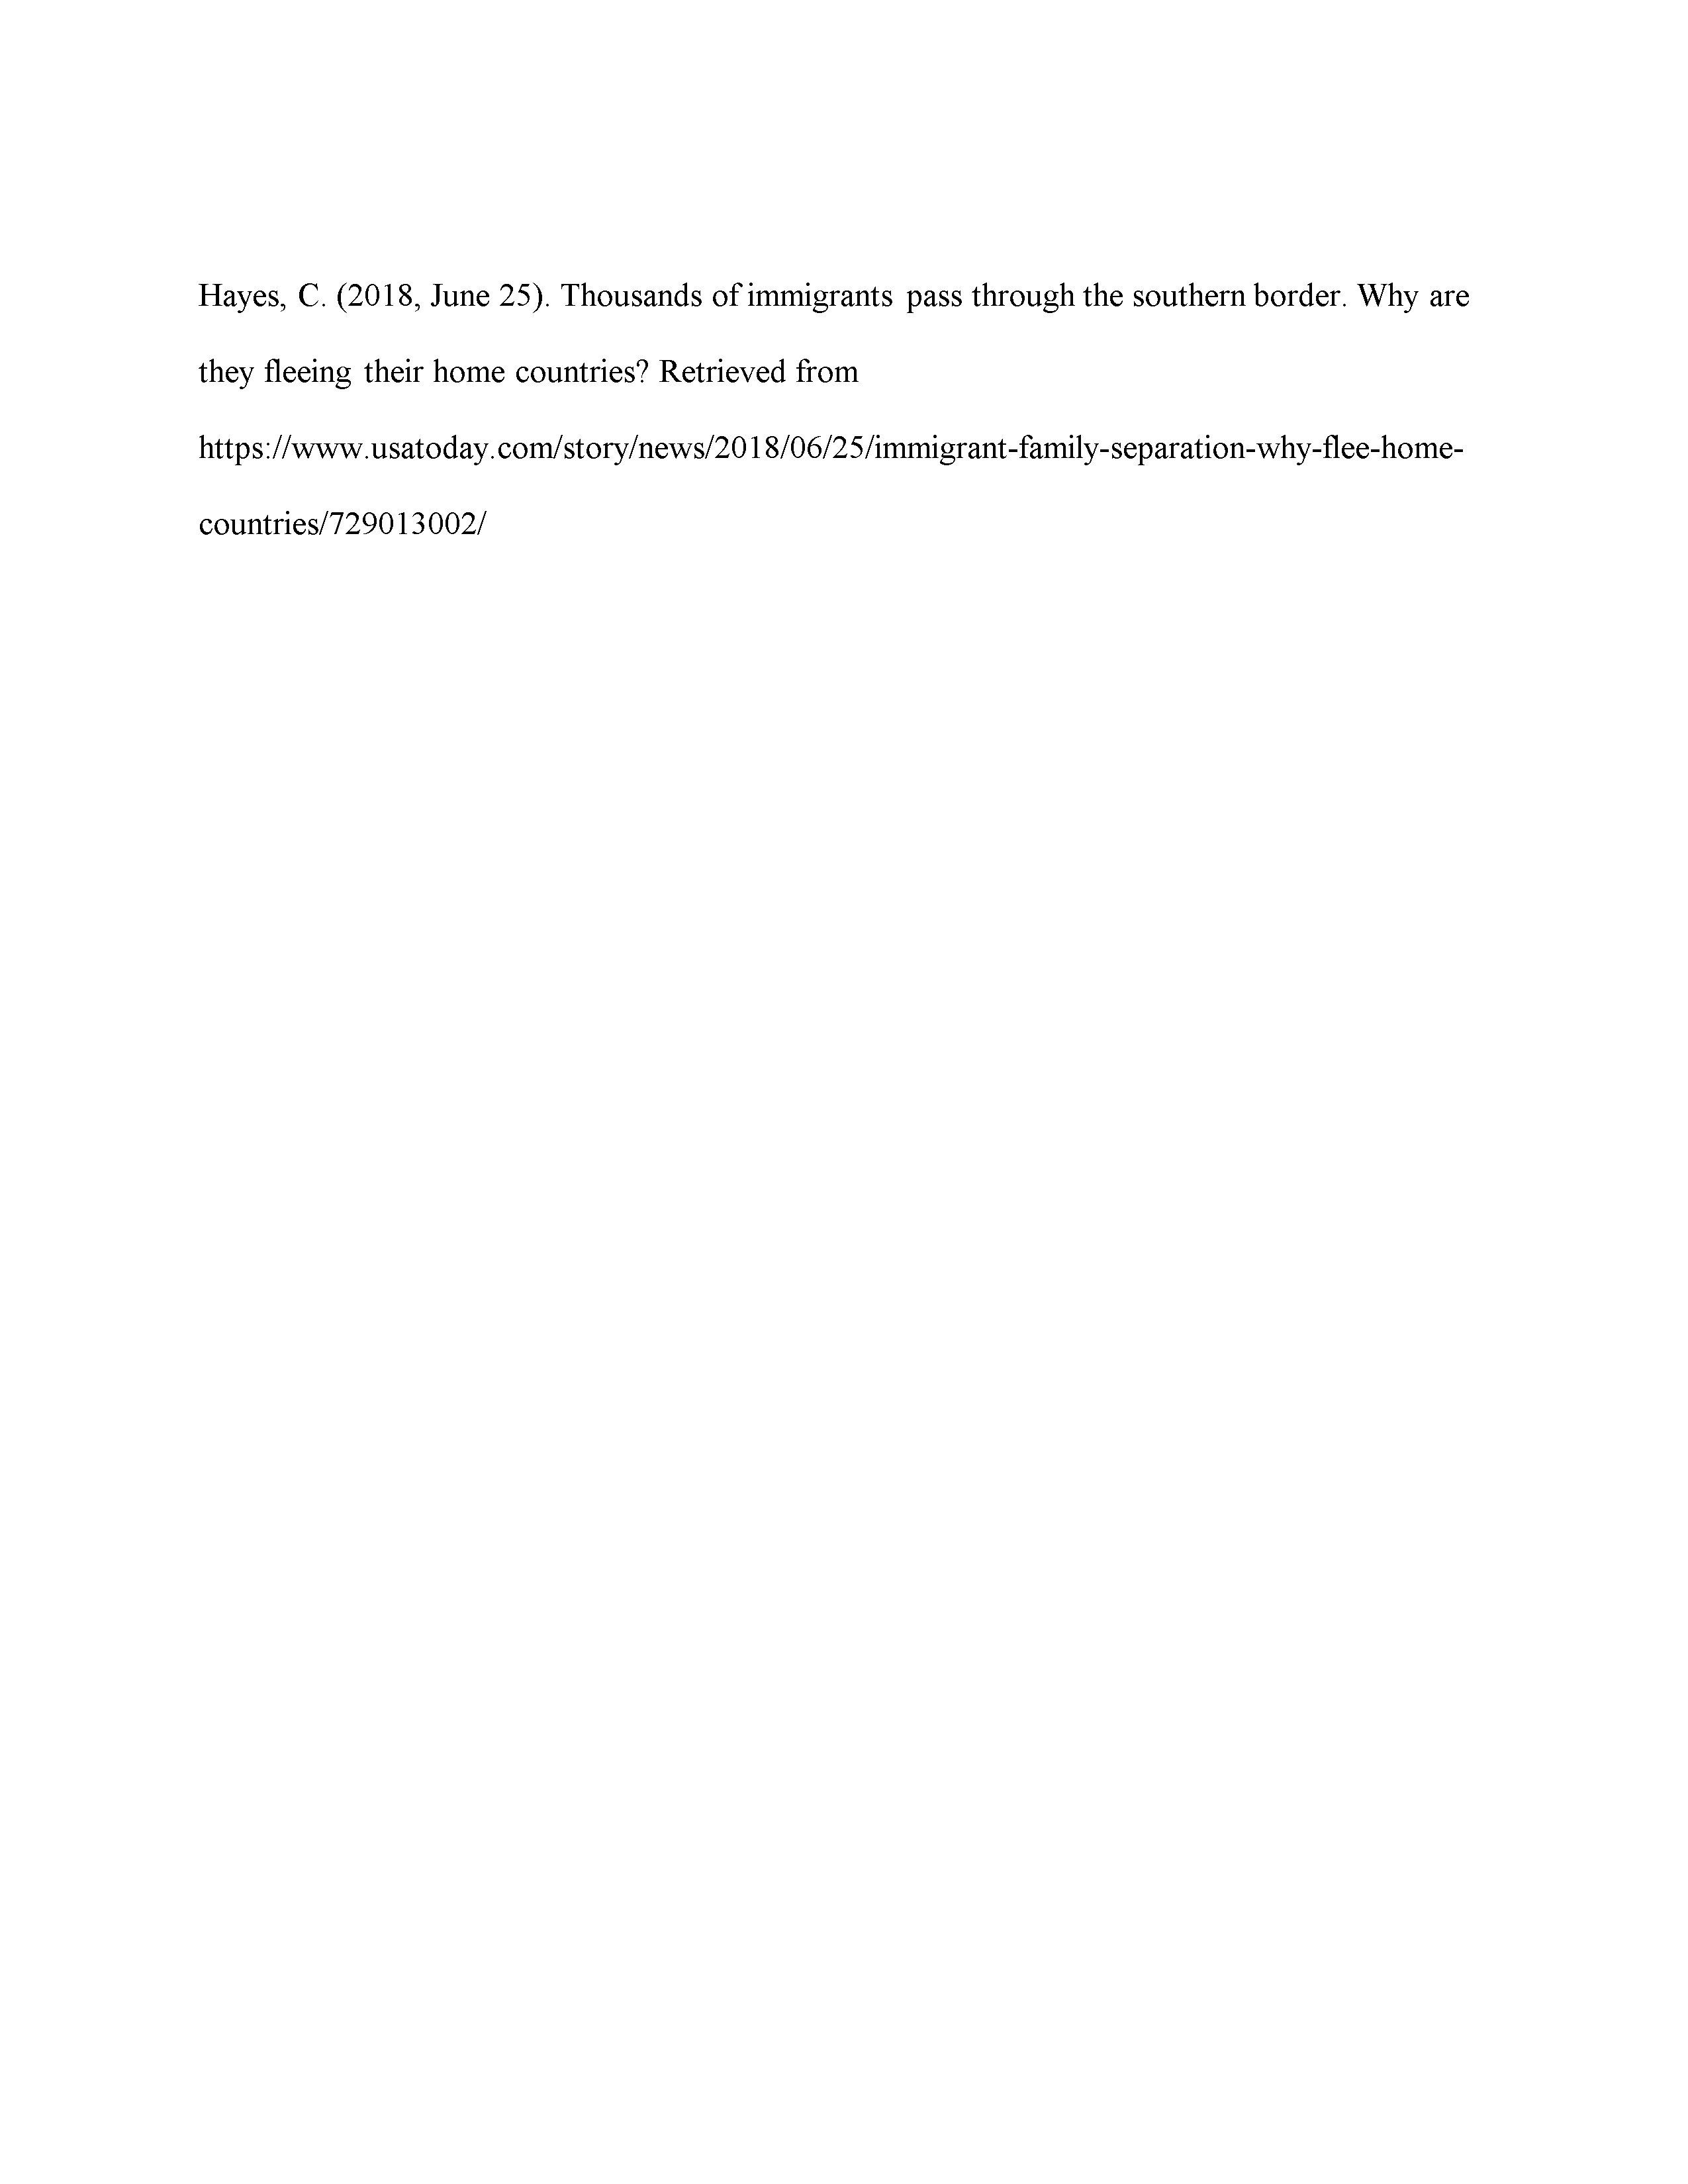 Hayes, C. (2018, June 25). Thousands of immigrants pass through the southern border. Why are
they fleeing their home countries? Retrieved from
https://www.usatoday.com/story/news/2018/06/25/immigrant-family-separation-why-flee-home-
countries/729013002/